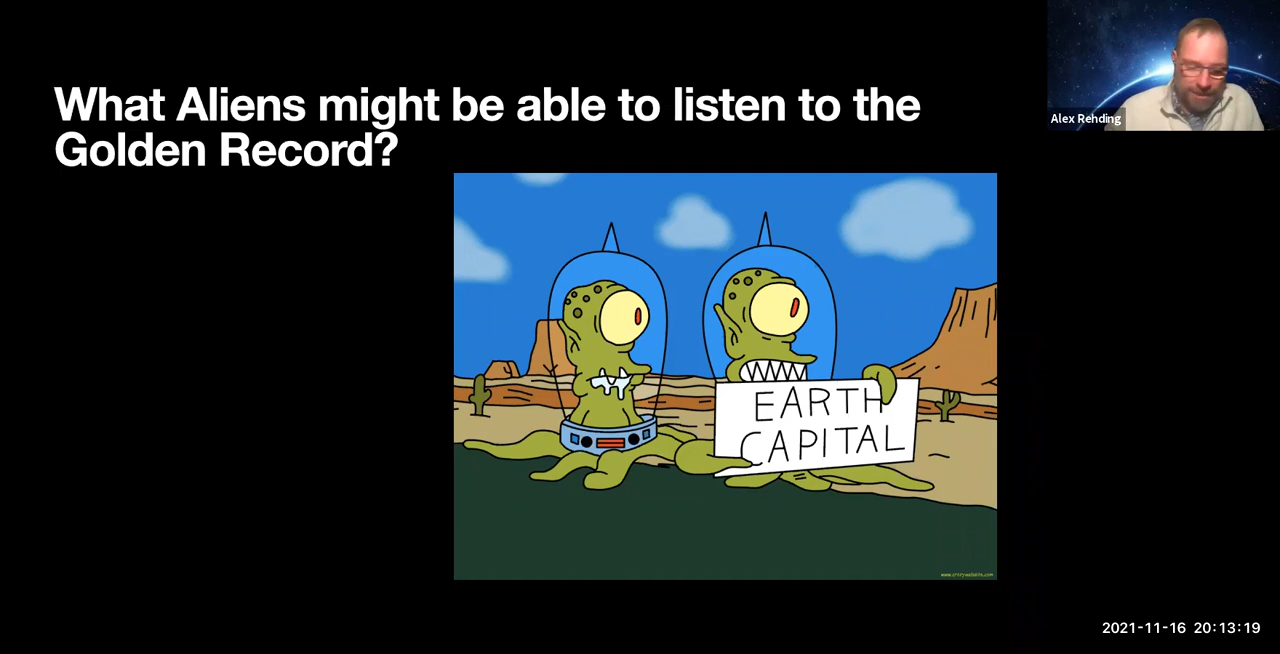 What Aliens might be able to listen to the
Golden Record?
Alex Rehding
EARTH
CAPITAL
2021-11-16 20:13:19